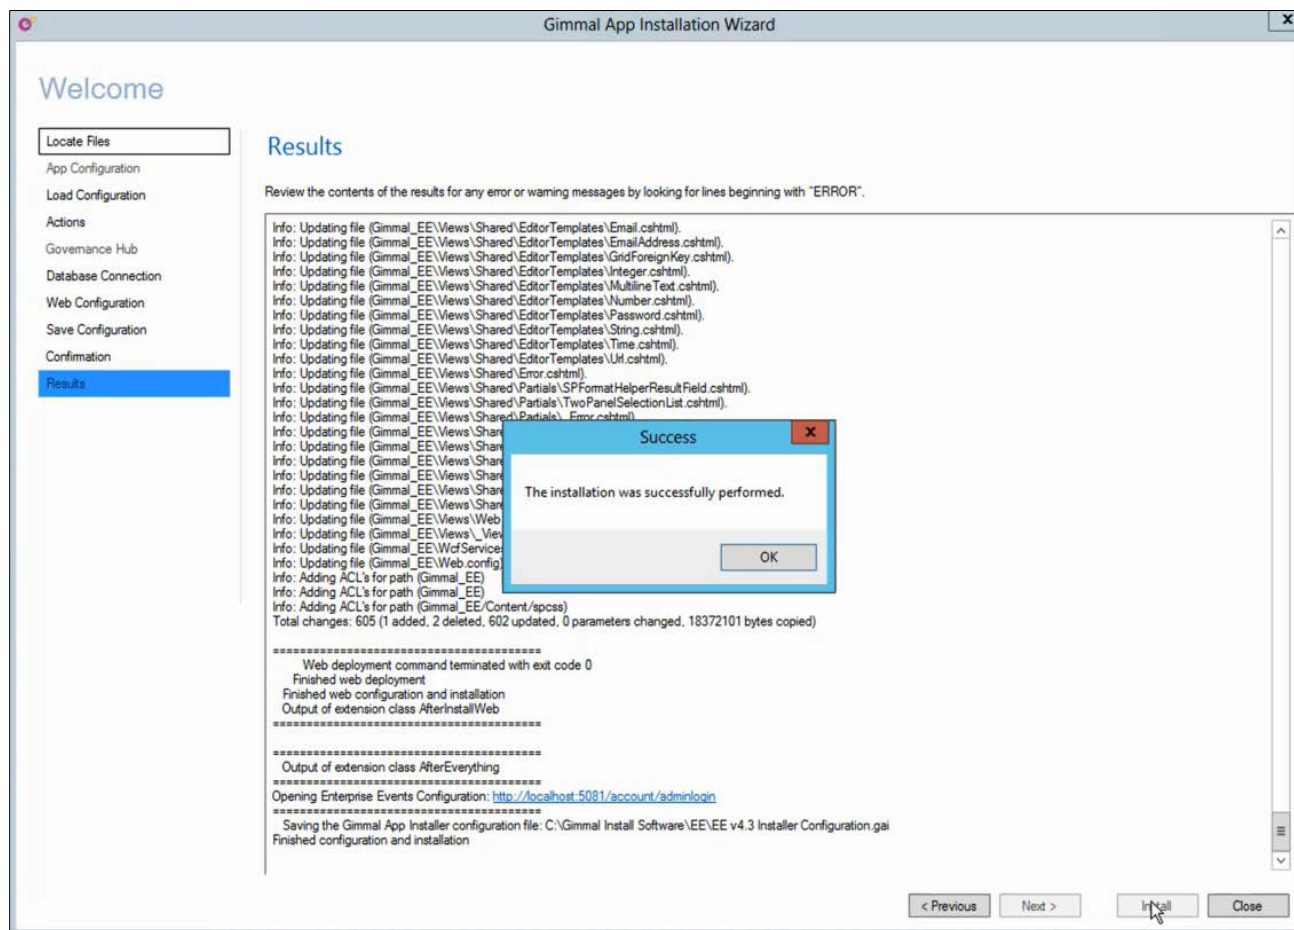 Gimmal App Installation Wizard
x
Welcome
Locate Files
App Configuration
Load Configuration
Actions
Governance Hub
Database Connection
Web Configuration
Save Configuration
Confirmation
Results
Results
Review the contents of the results for any error or warning messages by looking for lines beginning with "ERROR".
Info: Updating file (Gimmal_EE\Views\Shared\EditorTemplates\Email.cshtml).
Info: Updating file (Gimmal_EE\Views\Shared\EditorTemplates\EmailAddress.cshtml).
Info: Updating file (Gimmal_EE\Views\Shared\EditorTemplates\GridForeignKey.cshtml).
Info: Updating file (Gimmal_EE\Views\Shared\EditorTemplates\Integer.cshtml).
Info: Updating file (Gimmal_EE\Views\Shared\EditorTemplates\MultilineText.cshtml).
Info: Updating file (Gimmal_EE\Views\Shared\EditorTemplates\Number.cshtml).
Info: Updating file (Gimmal_EE\Views\Shared\EditorTemplates\Password.cshtml).
Info: Updating file (Gimmal_EE\Views\Shared\EditorTemplates\String.cshtml).
Info: Updating file (Gimmal_EE\Views\Shared\EditorTemplates\Time.cshtml).
Info: Updating file (Gimmal_EE\Views\Shared\EditorTemplates\Url.cshtml).
Info: Updating file (Gimmal_EE\Views\Shared\Error.cshtml).
Info: Updating file (Gimmal_EE\Views\Shared\Partials\SPFormatHelperResultField.cshtml).
Info: Updating file (Gimmal_EE\Views\Shared\Partials\TwoPanelSelectionList.cshtml).
Info: Updating file (Gimmal_EE\Views\Shared\Partials\_Error.cshtml)
Info: Updating file (Gimmal_EE\Views\Share
Info: Updating file (Gimmal_EE\Views\Share
Info: Updating file (Gimmal_EE\Views\Share
Info: Updating file (Gimmal_EE\Views\Share
Info: Updating file (Gimmal_EE\Views\Share
Info: Updating file (Gimmal_EE\Views\Share
Info: Updating file (Gimmal_EE\Views\Web
Info: Updating file (Gimmal_EE\Views\_View
Info: Updating file (Gimmal_EE\WcfServices
Info: Updating file (Gimmal_EE\Web.config)
Info: Adding ACL's for path (Gimmal_EE)
Info: Adding ACL's for path (Gimmal_EE)
Info: Adding ACL's for path (Gimmal_EE/Content/spcss)
Total changes: 605 (1 added, 2 deleted, 602 updated, 0 parameters changed, 18372101 bytes copied)
========================================
Web deployment command terminated with exit code 0
Finished web deployment
Finished web configuration and installation
Output of extension class AfterInstallWeb
========================================
========================================
Output of extension class AfterEverything
========================================
Opening Enterprise Events Configuration: http://localhost:5081/account/adminlogin
========================================
Saving the Gimmal App Installer configuration file: C:\Gimmal Install Software\EE\EE v4.3 Installer Configuration.gai
Finished configuration and installation
Success
x
The installation was successfully performed.
OK
< Previous
Next >
Install
Close